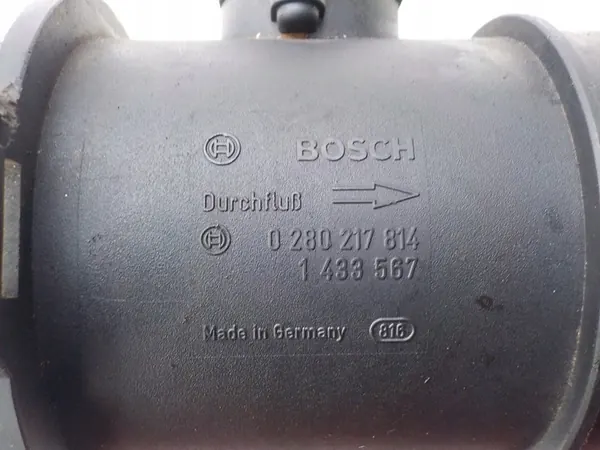 BOSCH
Durchfluß
0 280 217 814
1 433 567
Made in Germany 816